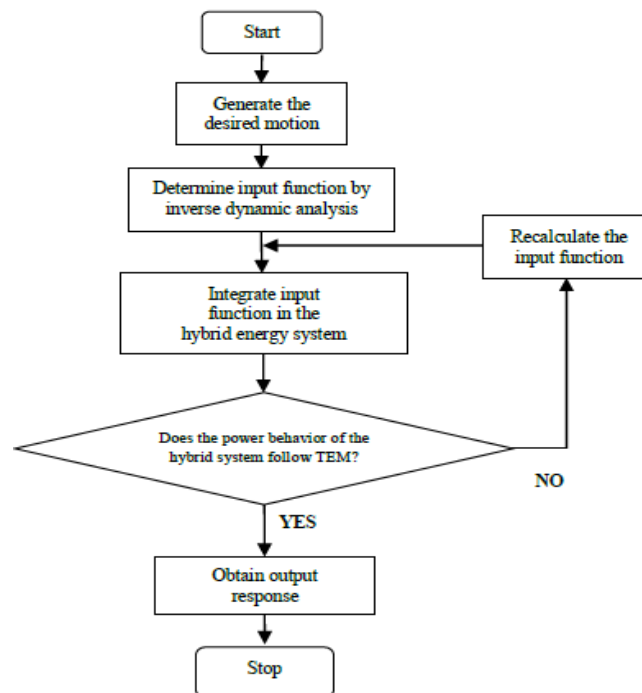 Start
Generate the
desired motion
Determine input function by
inverse dynamic analysis
Recalculate the
input function
Integrate input
function in the
hybrid energy system
Does the power behavior of the
hybrid system follow TEM?
NO
YES
Obtain output
response
Stop